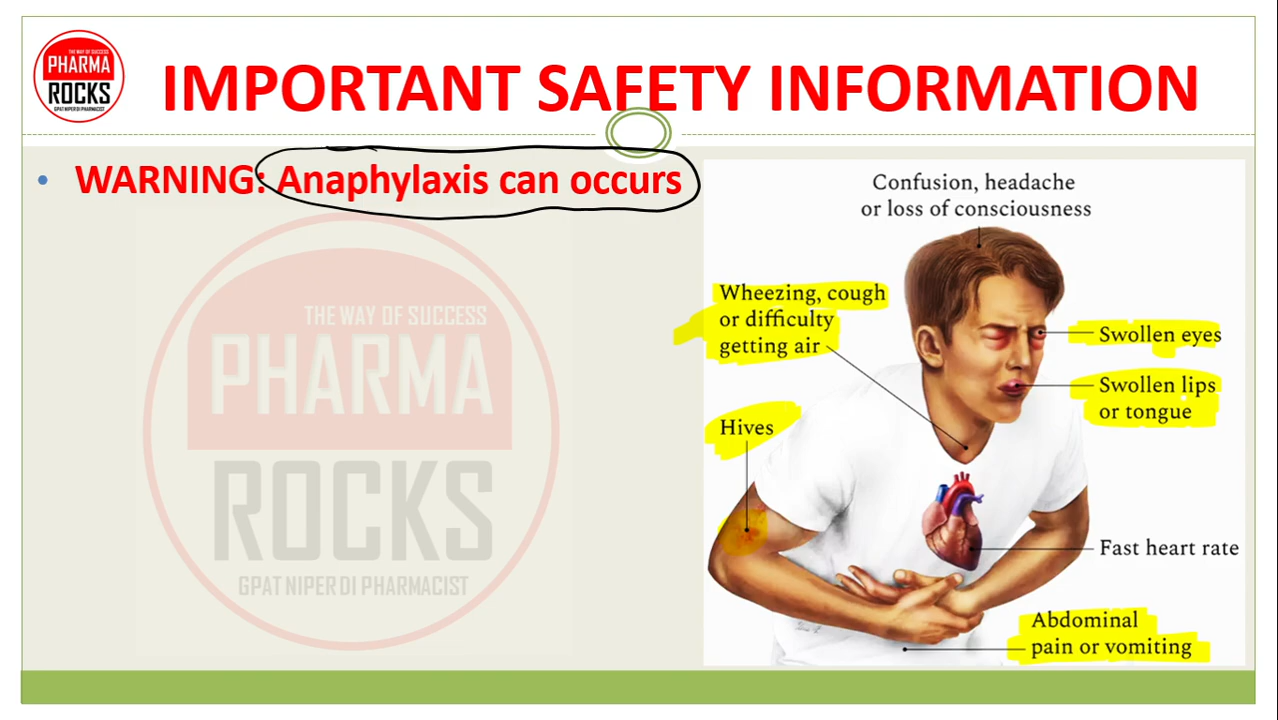 THE WAY OF SUCCESS
PHARMA
ROCKS
GPAT NIPER DI PHARMACIST
IMPORTANT SAFETY INFORMATION
• WARNING: Anaphylaxis can occurs
THE WAY OF SUCCESS
PHARMA
ROCKS
GPAT NIPER DI PHARMACIST
Confusion, headache
or loss of consciousness
Wheezing, cough
or difficulty
getting air
Swollen eyes
Swollen lips
or tongue
Hives
Fast heart rate
Abdominal
pain or vomiting